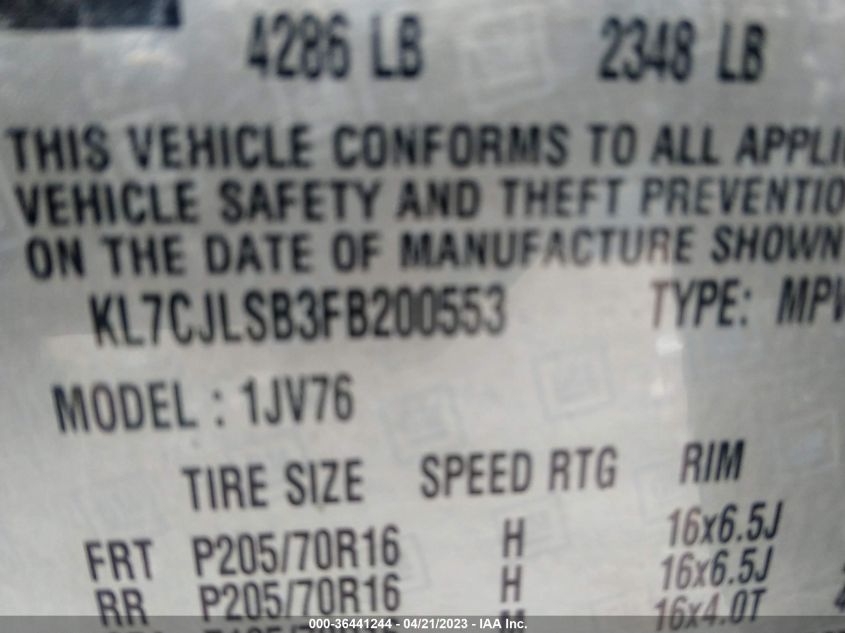 4286 LB 2348 LB
THIS VEHICLE CONFORMS TO ALL APPLI
VEHICLE SAFETY AND THEFT PREVENTIO
ON THE DATE OF MANUFACTURE SHOWN
KL7CJLSB3FB200553 TYPE: MPV
MODEL : 1JV76
TIRE SIZE SPEED RTG RIM
FRT P205/70R16 H 16x6.5J
RR P205/70R16 H 16x6.5J
16x4.0T
000-36441244 - 04/21/2023 - IAA Inc.